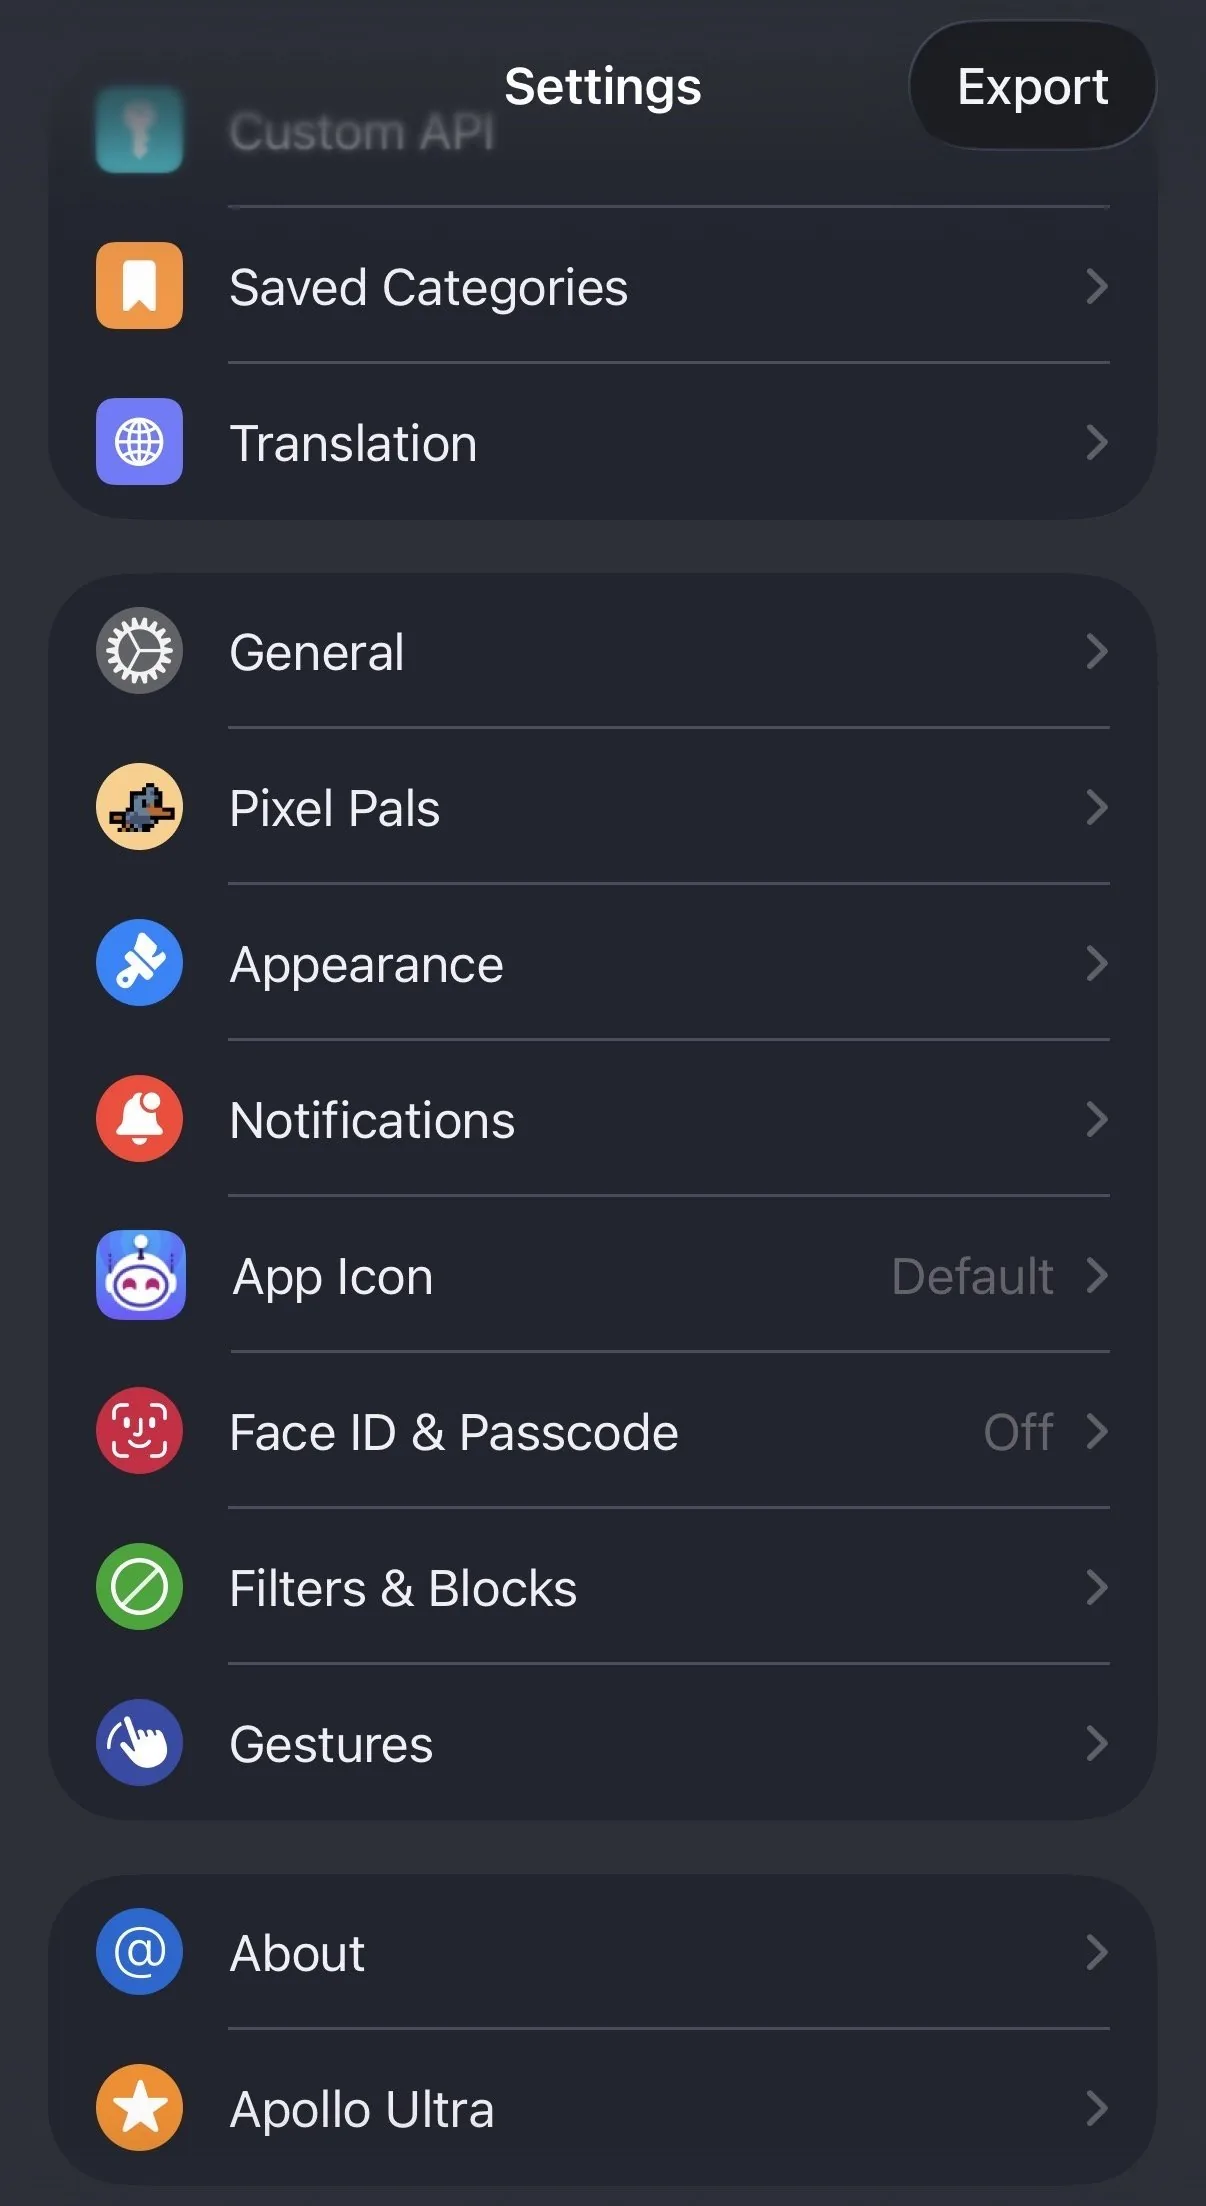 Settings
Export
Custom API
Saved Categories
Translation
General
Pixel Pals
Appearance
Notifications
App Icon Default
Face ID & Passcode Off
Filters & Blocks
Gestures
About
Apollo Ultra